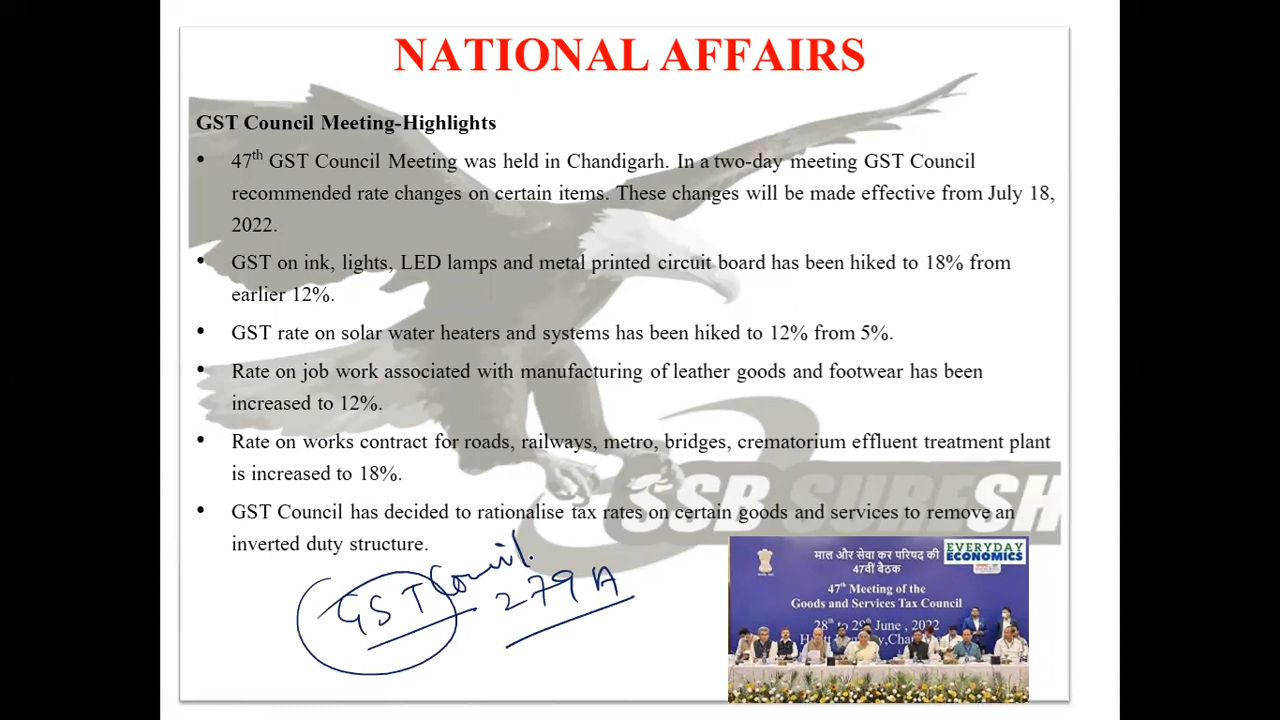 NATIONAL AFFAIRS
GST Council Meeting-Highlights
• 47th GST Council Meeting was held in Chandigarh. In a two-day meeting GST Council
recommended rate changes on certain items. These changes will be made effective from July 18,
2022.
• GST on ink, lights, LED lamps and metal printed circuit board has been hiked to 18% from
earlier 12%.
• GST rate on solar water heaters and systems has been hiked to 12% from 5%.
• Rate on job work associated with manufacturing of leather goods and footwear has been
increased to 12%.
• Rate on works contract for roads, railways, metro, bridges, crematorium effluent treatment plant
is increased to 18%.
SSB SURESH
• GST Council has decided to rationalise tax rates on certain goods and services to remove an
inverted duty structure.
GST Council
279 A
माल और सेवा कर परिषद की
47वीं बैठक
EVERYDAY
ECONOMICS
47th Meeting of the
Goods and Services Tax Council
28th to 29th June, 2022